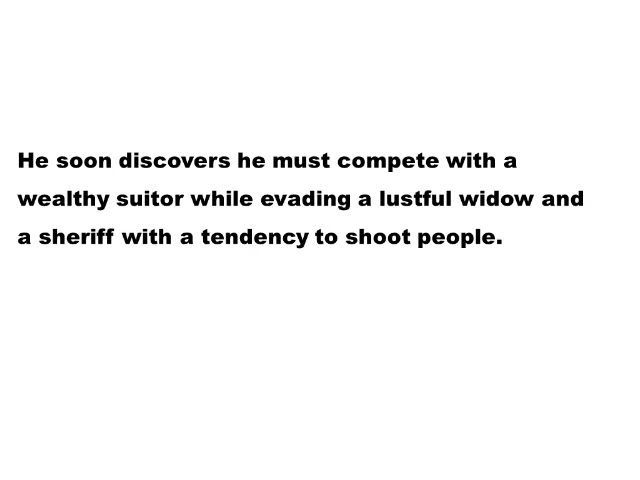 He soon discovers he must compete with a
wealthy suitor while evading a lustful widow and
a sheriff with a tendency to shoot people.